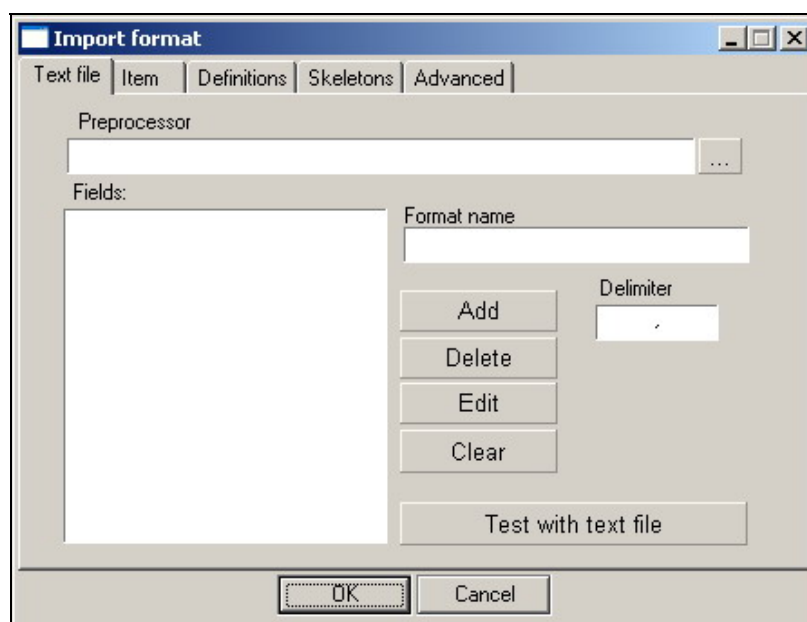 Import format
Text file Item Definitions Skeletons Advanced
Preprocessor
...
Fields:
Format name
Delimiter
,
Add
Delete
Edit
Clear
Test with text file
OK Cancel